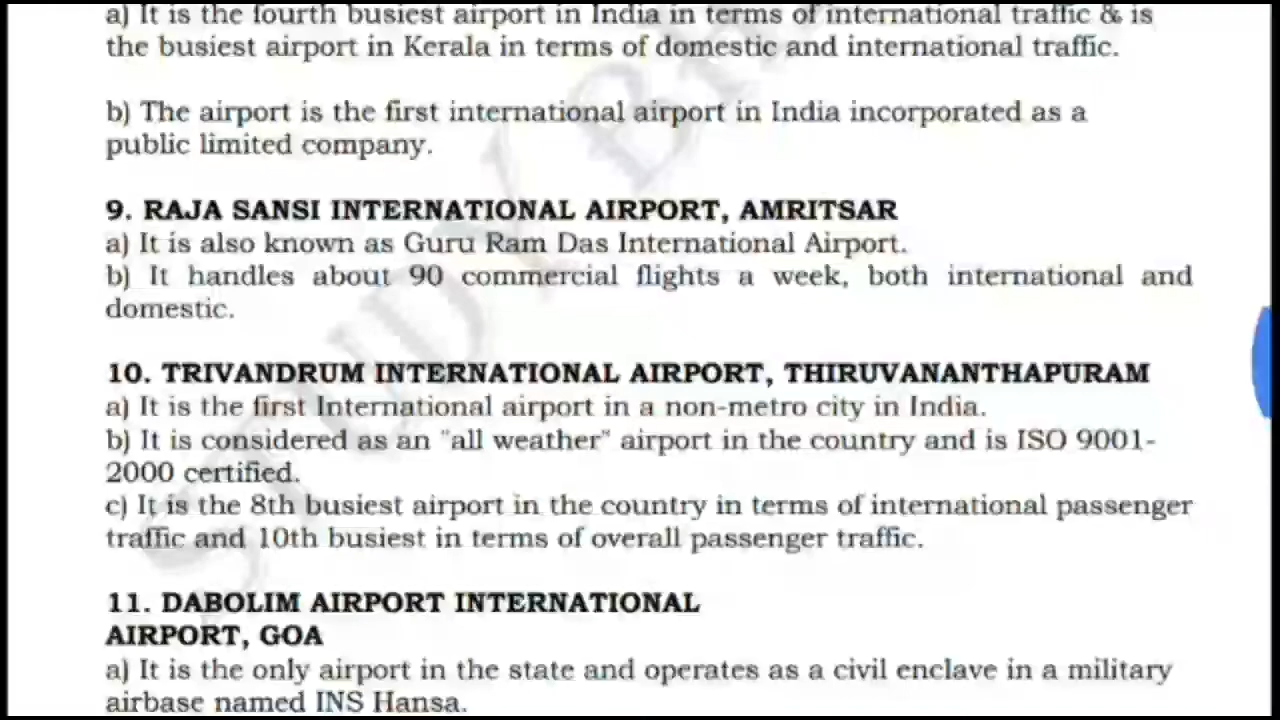 a) It is the fourth busiest airport in India in terms of international traffic & is
the busiest airport in Kerala in terms of domestic and international traffic.
b) The airport is the first international airport in India incorporated as a
public limited company.
9. RAJA SANSI INTERNATIONAL AIRPORT, AMRITSAR
a) It is also known as Guru Ram Das International Airport.
b) It handles about 90 commercial flights a week, both international and
domestic.
10. TRIVANDRUM INTERNATIONAL AIRPORT, THIRUVANANTHAPURAM
a) It is the first International airport in a non-metro city in India.
b) It is considered as an "all weather" airport in the country and is ISO 9001-
2000 certified.
c) It is the 8th busiest airport in the country in terms of international passenger
traffic and 10th busiest in terms of overall passenger traffic.
11. DABOLIM AIRPORT INTERNATIONAL
AIRPORT, GOA
a) It is the only airport in the state and operates as a civil enclave in a military
airbase named INS Hansa.
STUDY